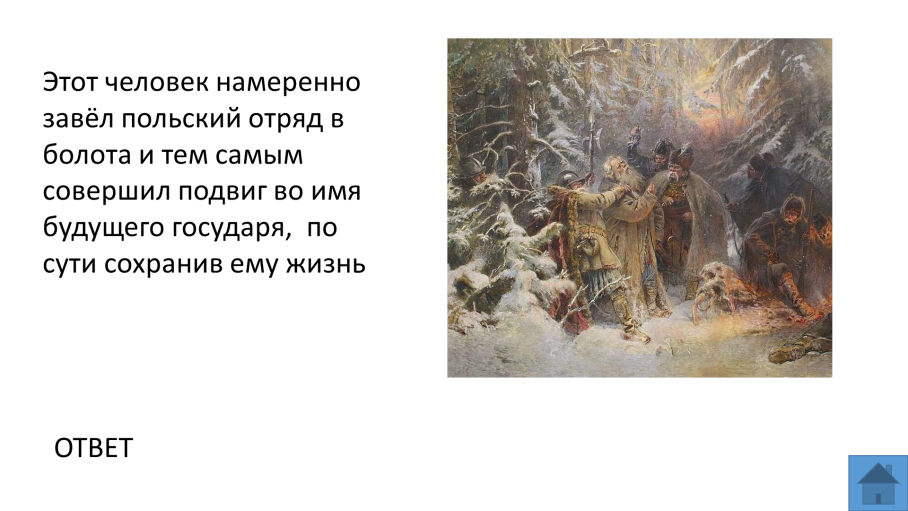 Этот человек намеренно
завёл польский отряд в
болота и тем самым
совершил подвиг во имя
будущего государя,  по
сути сохранив ему жизнь
ОТВЕТ